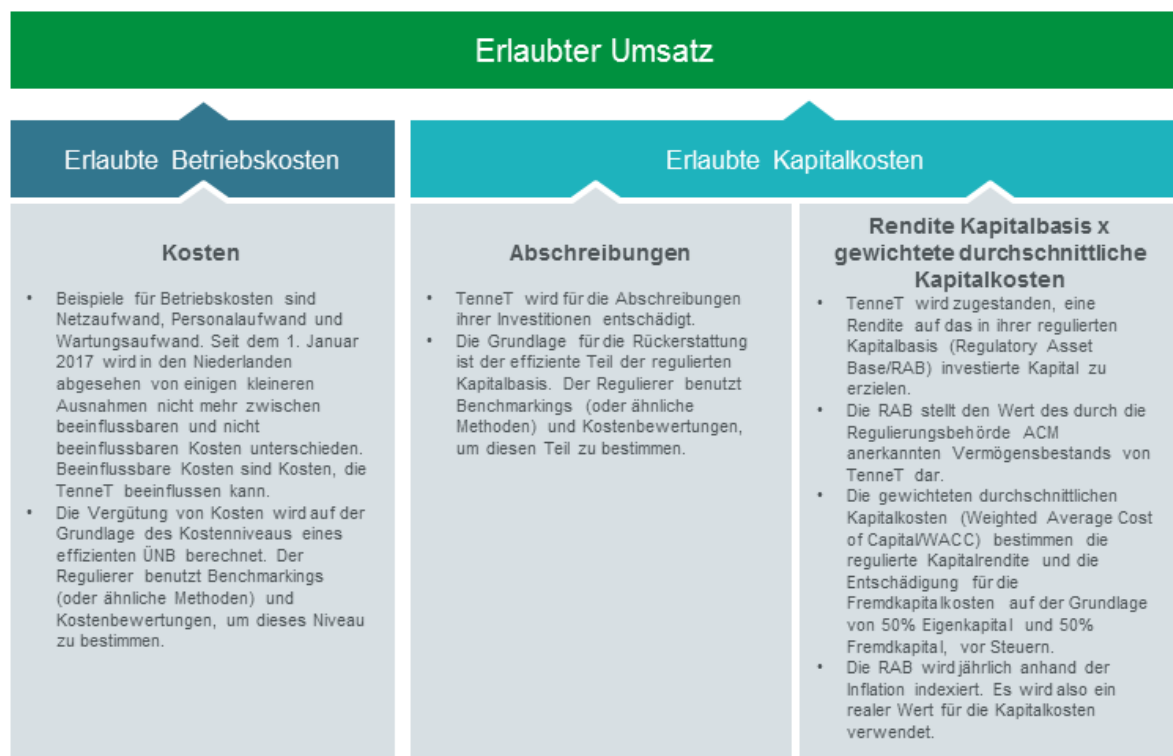 Erlaubter Umsatz
Erlaubte Betriebskosten
Erlaubte Kapitalkosten
Kosten
• Beispiele für Betriebskosten sind
Netzaufwand, Personalaufwand und
Wartungsaufwand. Seit dem 1. Januar
2017 wird in den Niederlanden
abgesehen von einigen kleineren
Ausnahmen nicht mehr zwischen
beeinflussbaren und nicht
beeinflussbaren Kosten unterschieden.
Beeinflussbare Kosten sind Kosten, die
TenneT beeinflussen kann.
• Die Vergütung von Kosten wird auf der
Grundlage des Kostenniveaus eines
effizienten ÜNB berechnet. Der
Regulierer benutzt Benchmarkings
(oder ähnliche Methoden) und
Kostenbewertungen, um dieses Niveau
zu bestimmen.
Abschreibungen
• TenneT wird für die Abschreibungen
ihrer Investitionen entschädigt.
• Die Grundlage für die Rückerstattung
ist der effiziente Teil der regulierten
Kapitalbasis. Der Regulierer benutzt
Benchmarkings (oder ähnliche
Methoden) und Kostenbewertungen,
um diesen Teil zu bestimmen.
Rendite Kapitalbasis x
gewichtete durchschnittliche
Kapitalkosten
• TenneT wird zugestanden, eine
Rendite auf das in ihrer regulierten
Kapitalbasis (Regulatory Asset
Base/RAB) investierte Kapital zu
erzielen.
• Die RAB stellt den Wert des durch die
Regulierungsbehörde ACM
anerkannten Vermögensbestands von
TenneT dar.
• Die gewichteten durchschnittlichen
Kapitalkosten (Weighted Average Cost
of Capital/WACC) bestimmen die
regulierte Kapitalrendite und die
Entschädigung für die
Fremdkapitalkosten auf der Grundlage
von 50% Eigenkapital und 50%
Fremdkapital, vor Steuern.
• Die RAB wird jährlich anhand der
Inflation indexiert. Es wird also ein
realer Wert für die Kapitalkosten
verwendet.